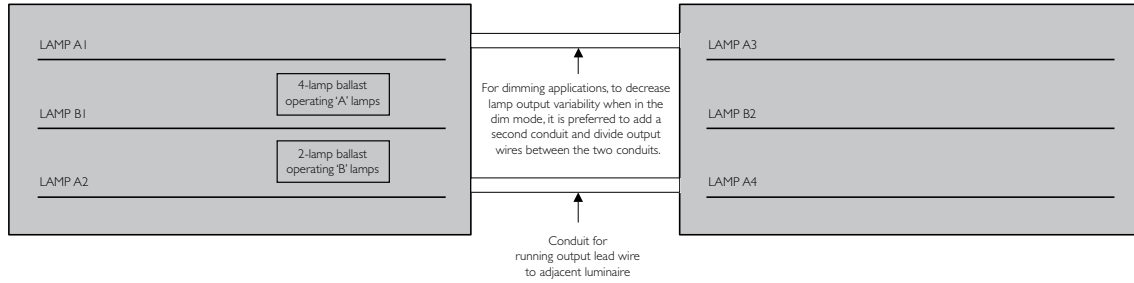 LAMP A1
4-lamp ballast
operating ‘A’ lamps
LAMP B1
2-lamp ballast
operating ‘B’ lamps
LAMP A2
For dimming applications, to decrease
lamp output variability when in the
dim mode, it is preferred to add a
second conduit and divide output
wires between the two conduits.
Conduit for
running output lead wire
to adjacent luminaire
LAMP A3
LAMP B2
LAMP A4